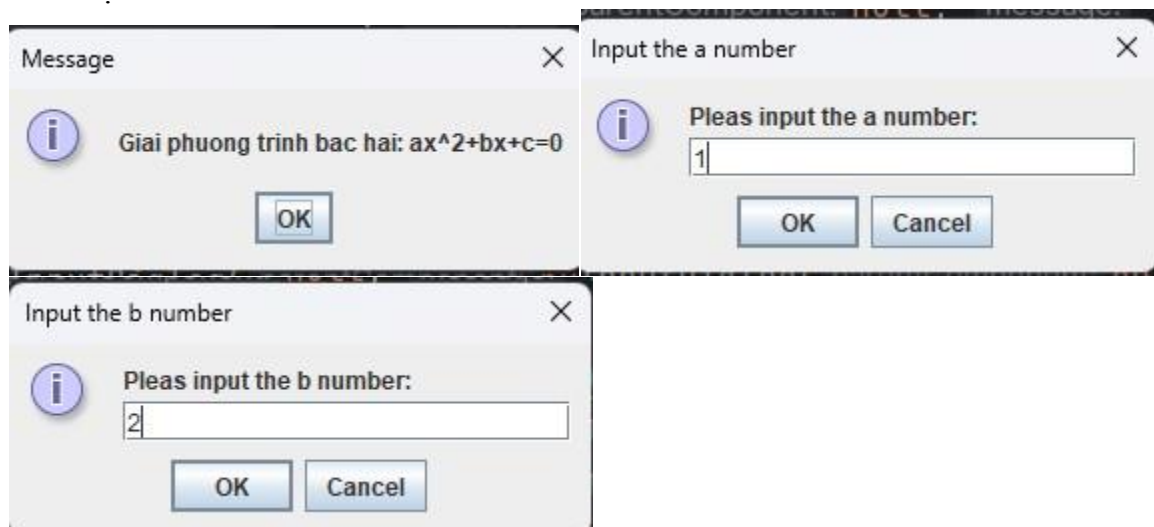 Message
Giai phuong trinh bac hai: ax^2+bx+c=0
OK
Input the a number
Pleas input the a number:
1
OK Cancel
Input the b number
Pleas input the b number:
2
OK Cancel